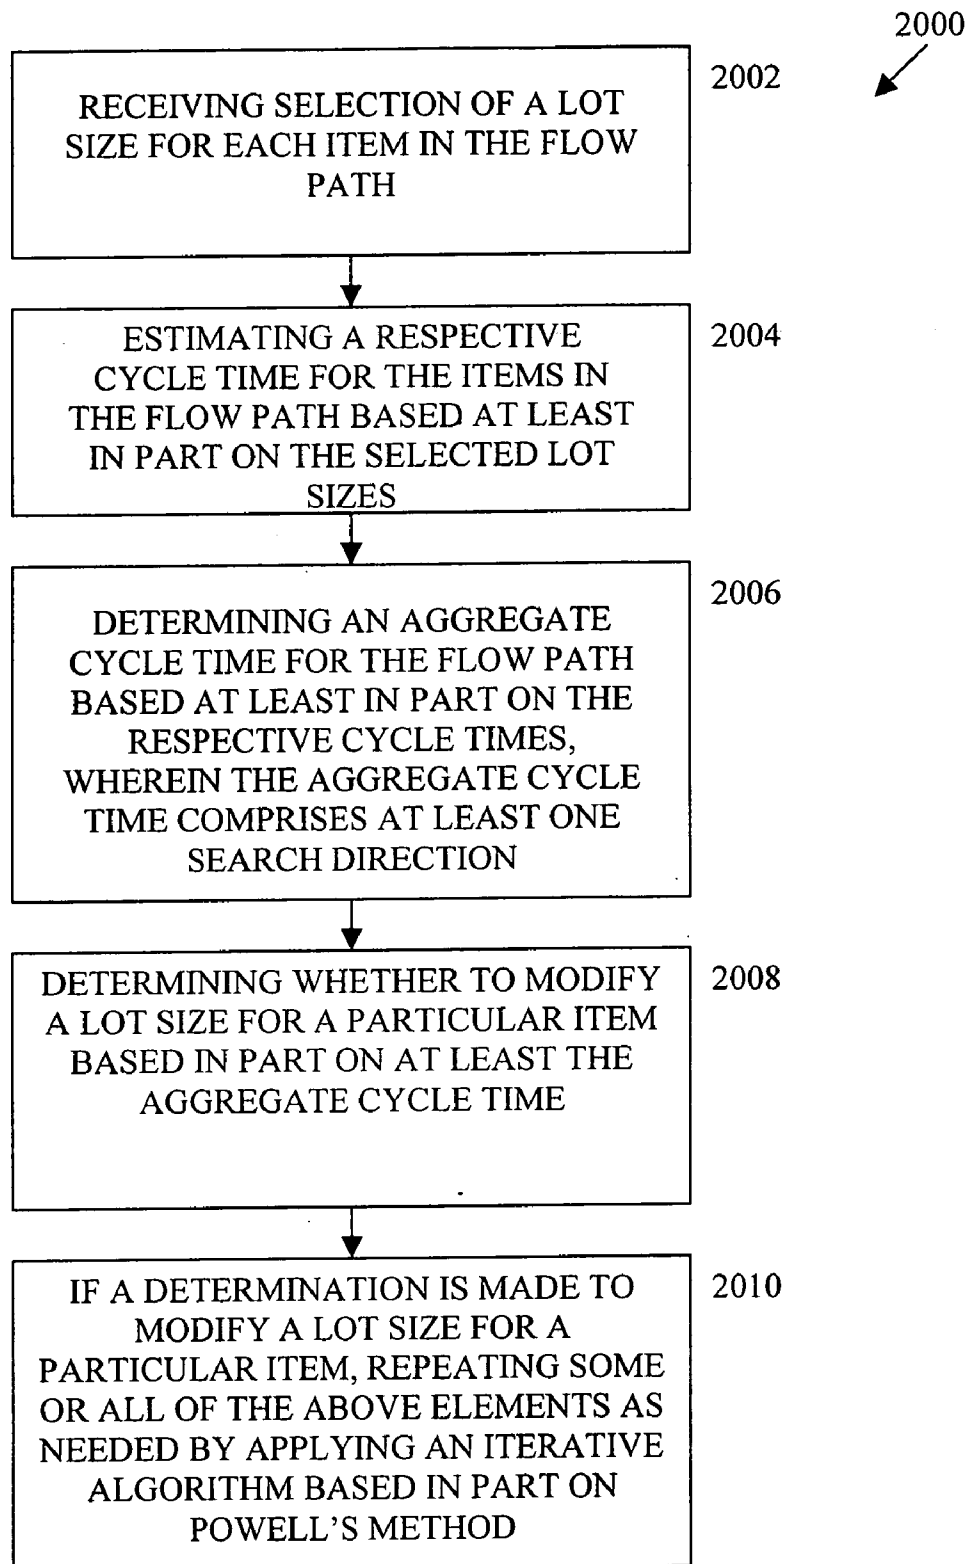 2000
2002
RECEIVING SELECTION OF A LOT
SIZE FOR EACH ITEM IN THE FLOW
PATH
2004
ESTIMATING A RESPECTIVE
CYCLE TIME FOR THE ITEMS IN
THE FLOW PATH BASED AT LEAST
IN PART ON THE SELECTED LOT
SIZES
2006
DETERMINING AN AGGREGATE
CYCLE TIME FOR THE FLOW PATH
BASED AT LEAST IN PART ON THE
RESPECTIVE CYCLE TIMES,
WHEREIN THE AGGREGATE CYCLE
TIME COMPRISES AT LEAST ONE
SEARCH DIRECTION
2008
DETERMINING WHETHER TO MODIFY
A LOT SIZE FOR A PARTICULAR ITEM
BASED IN PART ON AT LEAST THE
AGGREGATE CYCLE TIME
2010
IF A DETERMINATION IS MADE TO
MODIFY A LOT SIZE FOR A
PARTICULAR ITEM, REPEATING SOME
OR ALL OF THE ABOVE ELEMENTS AS
NEEDED BY APPLYING AN ITERATIVE
ALGORITHM BASED IN PART ON
POWELL'S METHOD